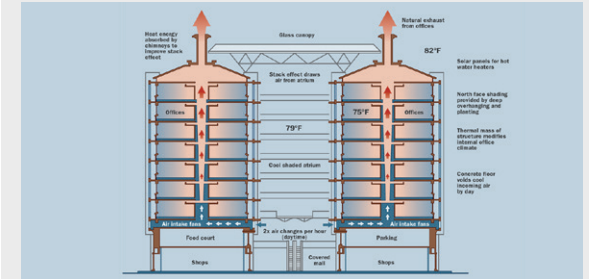 Heat energy
absorbed by
chimneys to
improve stack
effect
Glass canopy
Natural exhaust
from offices
82°F
Solar panels for hot
water heaters
Stack effect draws
air from atrium
North face shading
provided by deep
overhanging and
planting
Offices
79°F
75°F
Offices
Thermal mass of
structure modifies
internal office
climate
Cool shaded atrium
Concrete floor
voids cool
incoming air
by day
Air intake fans
2x air changes per hour
(daytime)
Air intake fans
Food court
Parking
Shops
Covered
mall
Shops